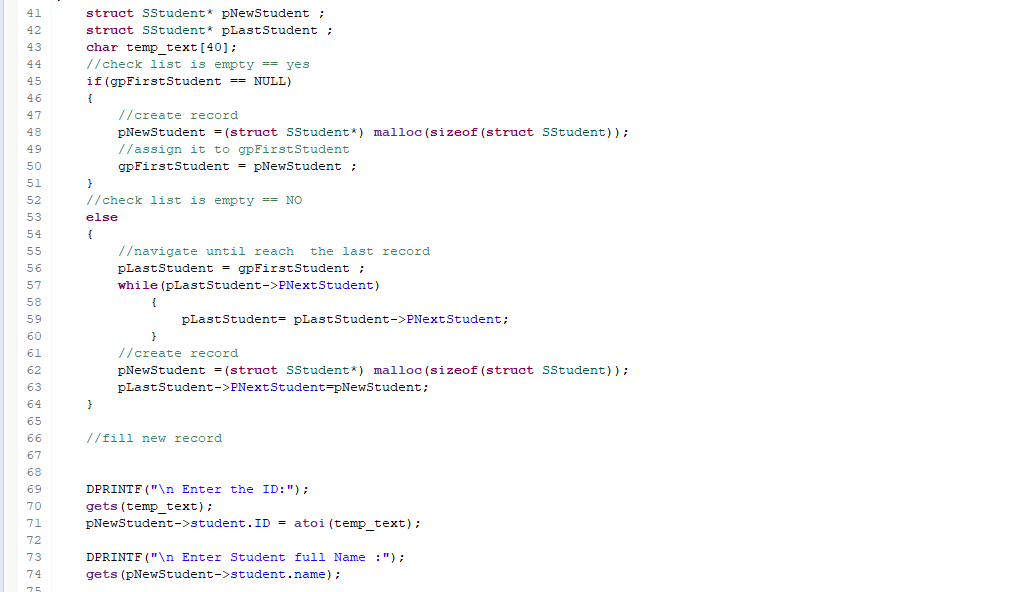 41 struct SStudent* pNewStudent ;
42 struct SStudent* pLastStudent ;
43 char temp_text[40];
44 //check list is empty == yes
45 if(gpFirstStudent == NULL)
46 {
47 //create record
48 pNewStudent =(struct SStudent*) malloc(sizeof(struct SStudent));
49 //assign it to gpFirstStudent
50 gpFirstStudent = pNewStudent ;
51 }
52 //check list is empty == NO
53 else
54 {
55 //navigate until reach  the last record
56 pLastStudent = gpFirstStudent ;
57 while(pLastStudent->PNextStudent)
58 {
59 pLastStudent= pLastStudent->PNextStudent;
60 }
61 //create record
62 pNewStudent =(struct SStudent*) malloc(sizeof(struct SStudent));
63 pLastStudent->PNextStudent=pNewStudent;
64 }
65
66 //fill new record
67
68
69 DPRINTF("\n Enter the ID:");
70 gets(temp_text);
71 pNewStudent->student.ID = atoi(temp_text);
72
73 DPRINTF("\n Enter Student full Name :");
74 gets(pNewStudent->student.name);
75